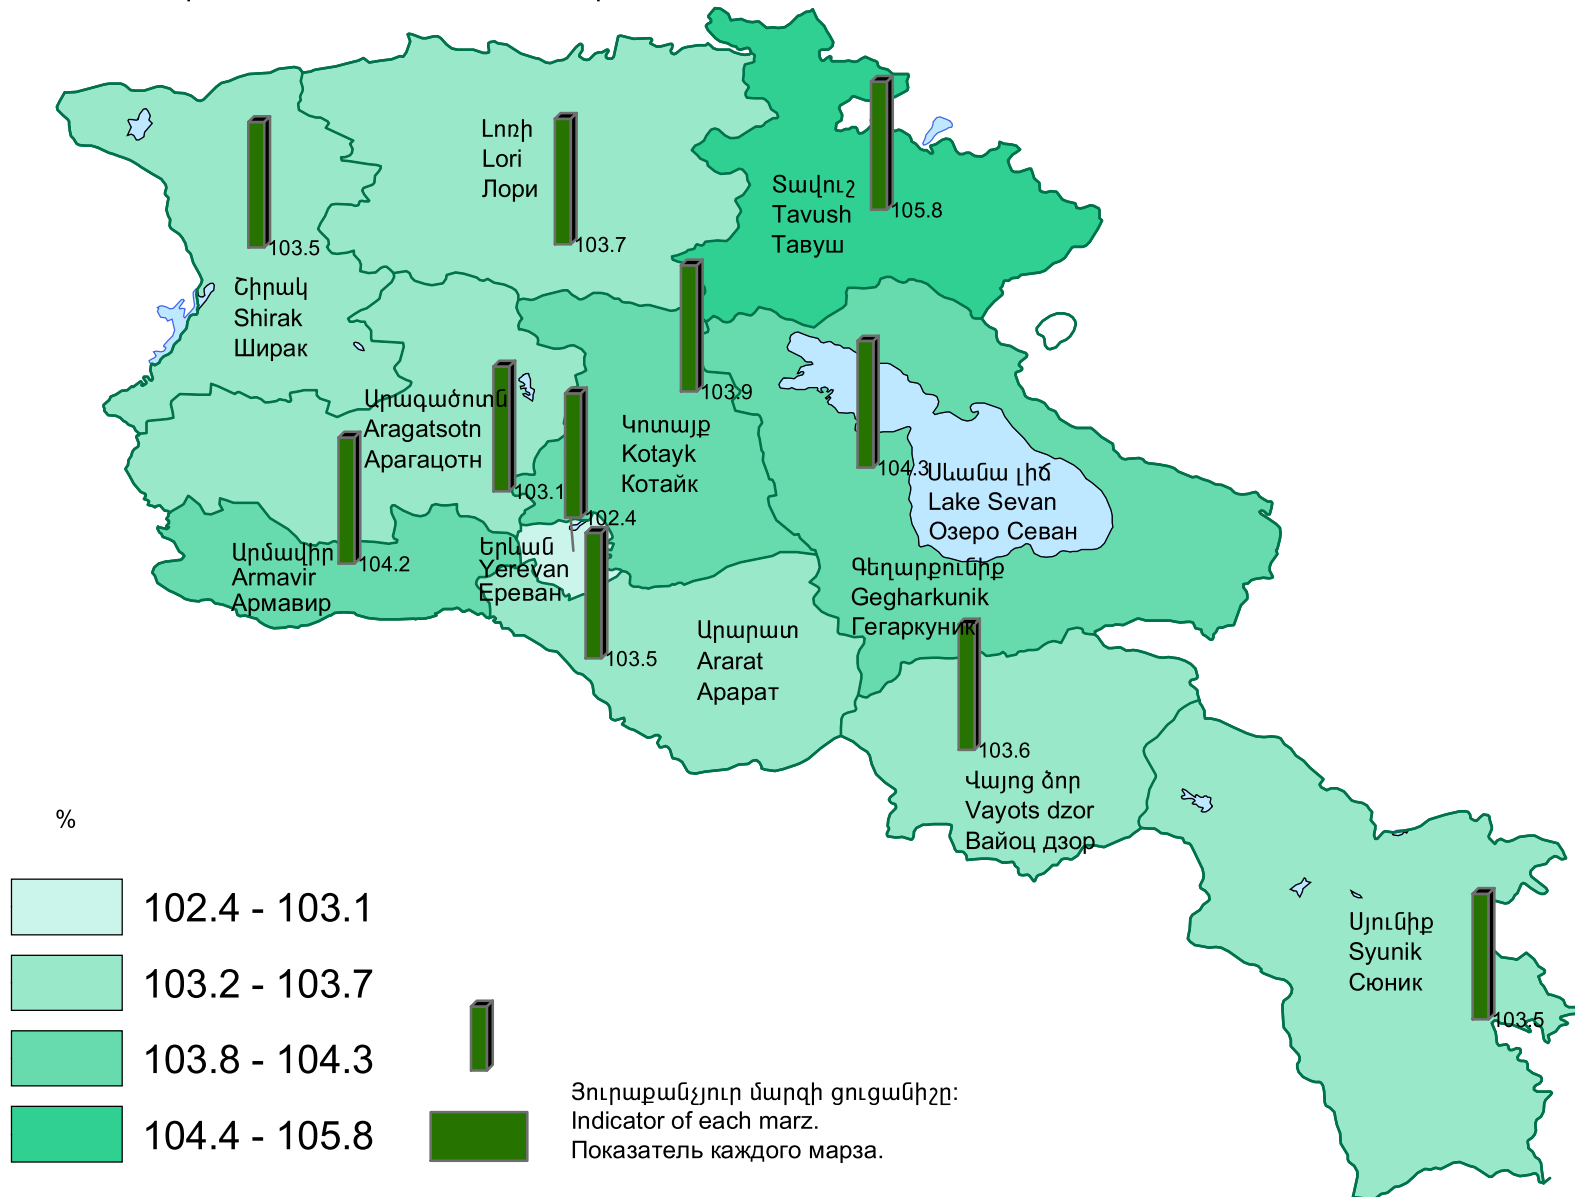 Լոռի
Lori
Лори
103.7
Տավուշ
Tavush
Тавуш
105.8
103.5
Շիրակ
Shirak
Ширак
103.9
Արագածոտն
Aragatsotn
Арагацотн
103.1
Կոտայք
Kotayk
Котайк
102.4
104.3
Սևանա լիճ
Lake Sevan
Озеро Севан
Արմավիր
Armavir
Армавир
104.2
Երևան
Yerevan
Ереван
103.5
Գեղարքունիք
Gegharkunik
Гегаркуник
Արարատ
Ararat
Арарат
103.6
Վայոց ձոր
Vayots dzor
Вайоц дзор
Սյունիք
Syunik
Сюник
103.5
%
102.4 - 103.1
103.2 - 103.7
103.8 - 104.3
104.4 - 105.8
Յուրաքանչյուր մարզի ցուցանիշը:
Indicator of each marz.
Показатель каждого марза.